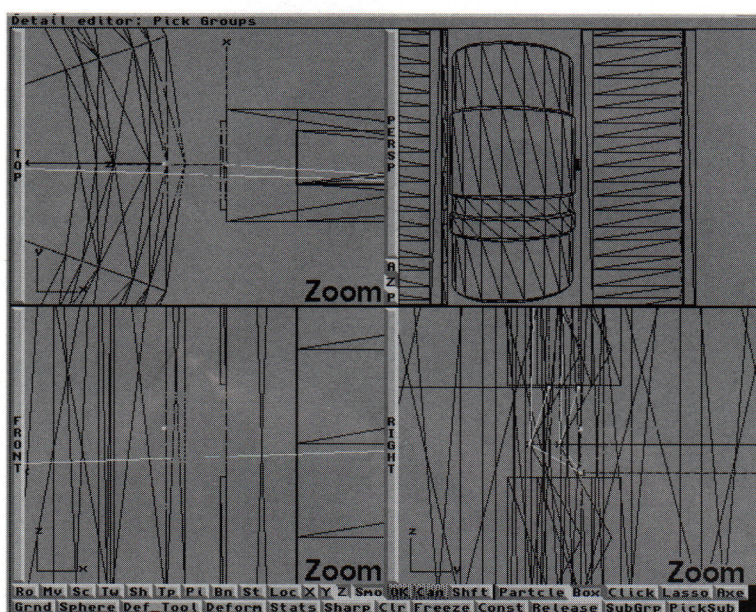 Detail editor: Pick Groups
TOP
x
y
x
Zoom
PERSP
A
Z
P
FRONT
z
x
Zoom
RIGHT
z
y
Zoom
Ro Mv Sc Tw Sh Tp Pi Bn St Loc X Y Z Smo OK Can Shft Partcle Box Click Lasso Axe
Grnd Sphere Def_Tool Deform Stats Sharp Clr Freeze Const Release SubGrp PickSub